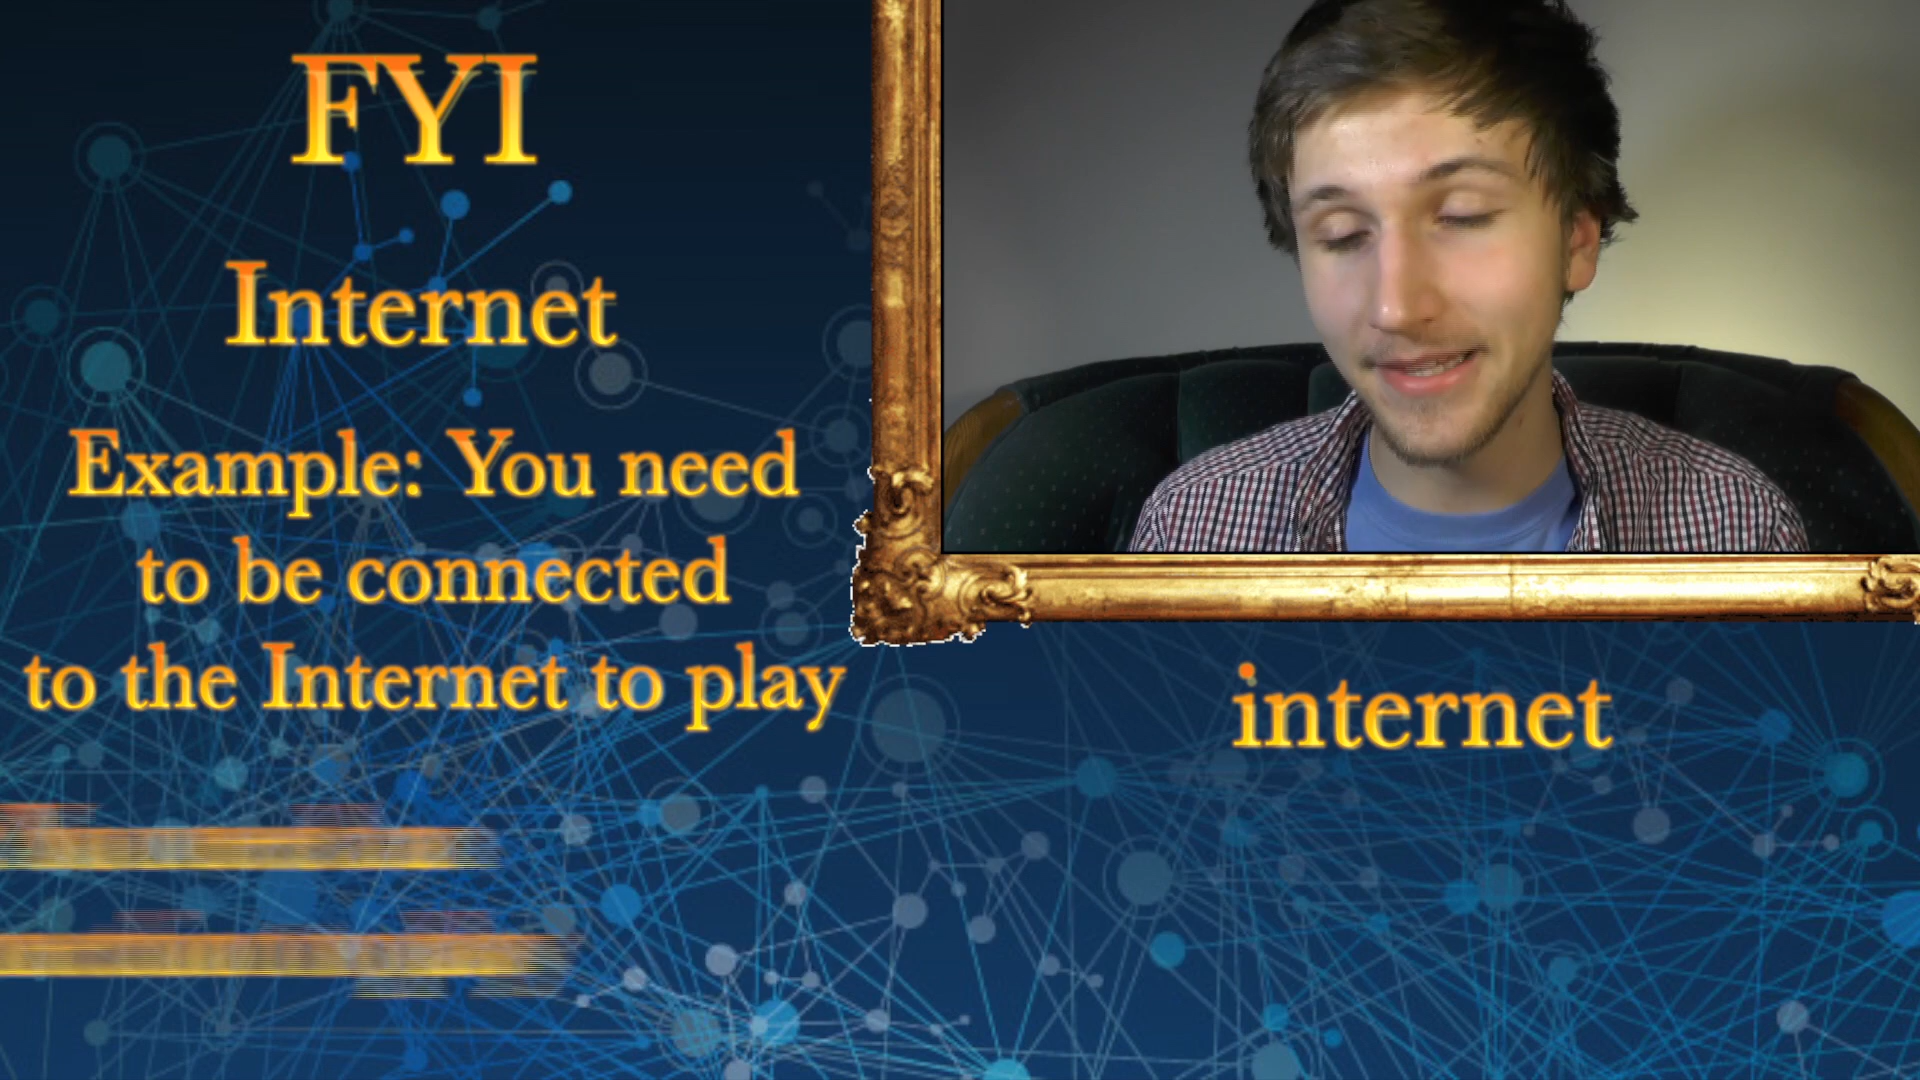 FYI
Internet
Example: You need
to be connected
to the Internet to play
internet